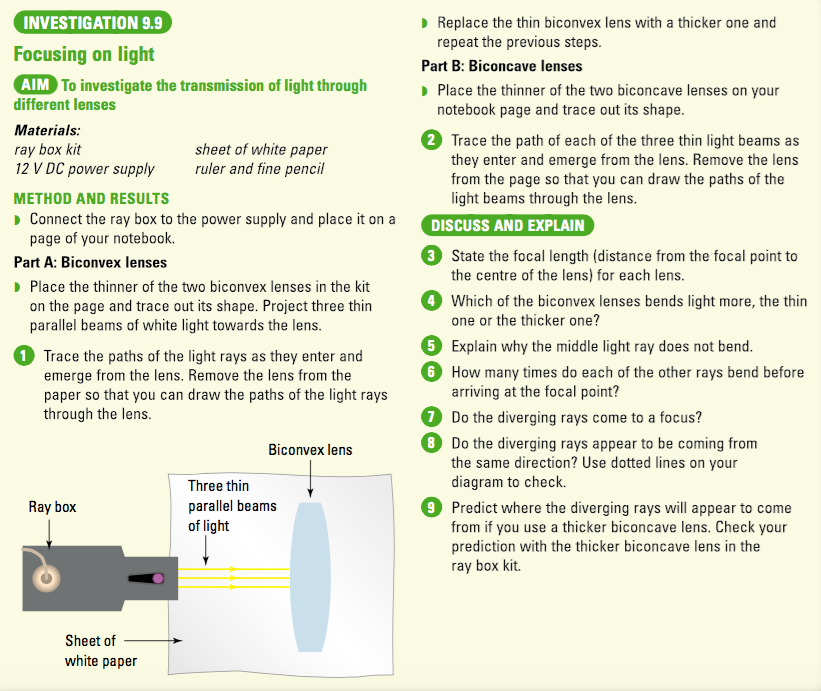 INVESTIGATION 9.9
Focusing on light
AIM To investigate the transmission of light through
different lenses
Materials:
ray box kit sheet of white paper
12 V DC power supply ruler and fine pencil
METHOD AND RESULTS
Connect the ray box to the power supply and place it on a
page of your notebook.
Part A: Biconvex lenses
Place the thinner of the two biconvex lenses in the kit
on the page and trace out its shape. Project three thin
parallel beams of white light towards the lens.
1 Trace the paths of the light rays as they enter and
emerge from the lens. Remove the lens from the
paper so that you can draw the paths of the light rays
through the lens.
Biconvex lens
Three thin
parallel beams
of light
Ray box
Sheet of
white paper
Replace the thin biconvex lens with a thicker one and
repeat the previous steps.
Part B: Biconcave lenses
Place the thinner of the two biconcave lenses on your
notebook page and trace out its shape.
2 Trace the path of each of the three thin light beams as
they enter and emerge from the lens. Remove the lens
from the page so that you can draw the paths of the
light beams through the lens.
DISCUSS AND EXPLAIN
3 State the focal length (distance from the focal point to
the centre of the lens) for each lens.
4 Which of the biconvex lenses bends light more, the thin
one or the thicker one?
5 Explain why the middle light ray does not bend.
6 How many times do each of the other rays bend before
arriving at the focal point?
7 Do the diverging rays come to a focus?
8 Do the diverging rays appear to be coming from
the same direction? Use dotted lines on your
diagram to check.
9 Predict where the diverging rays will appear to come
from if you use a thicker biconcave lens. Check your
prediction with the thicker biconcave lens in the
ray box kit.